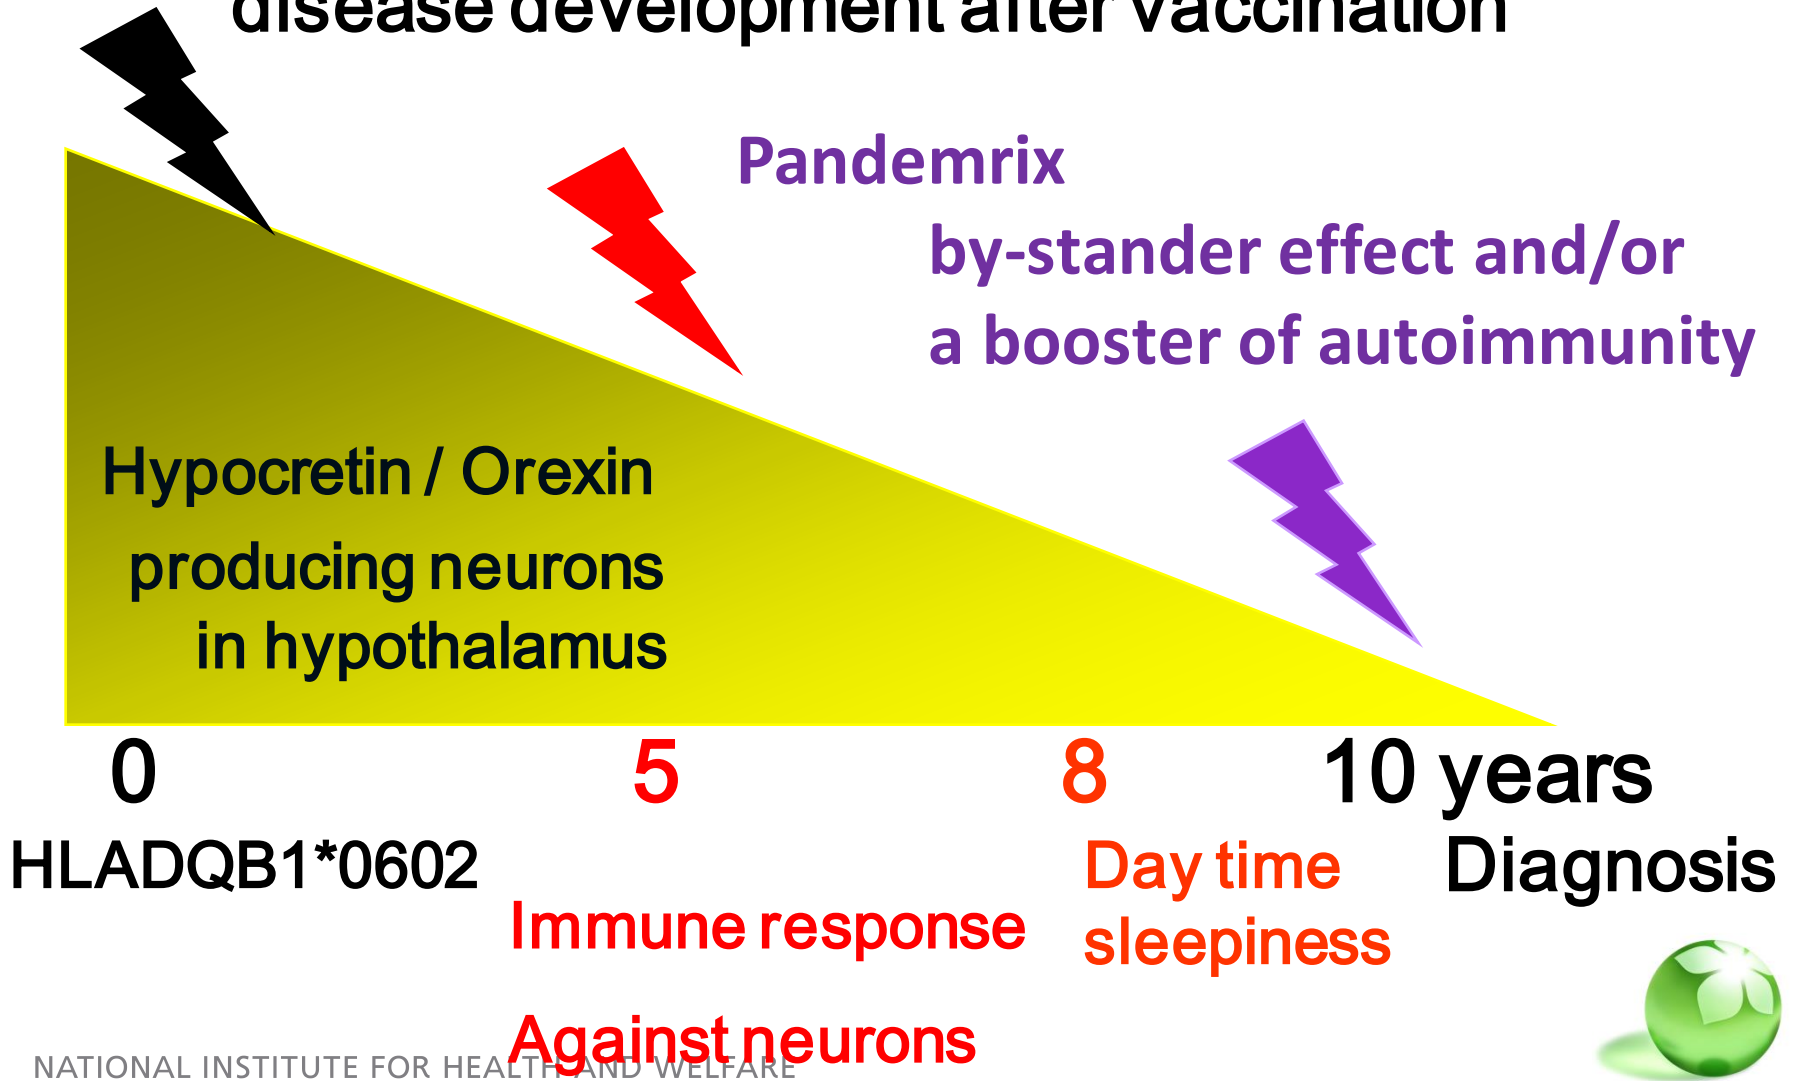 disease development after vaccination
Pandemrix
by-stander effect and/or
a booster of autoimmunity
Hypocretin / Orexin
producing neurons
in hypothalamus
0 5 8 10 years
HLADQB1*0602
Immune response
Against neurons
Day time
sleepiness
Diagnosis
NATIONAL INSTITUTE FOR HEALTH AND WELFARE